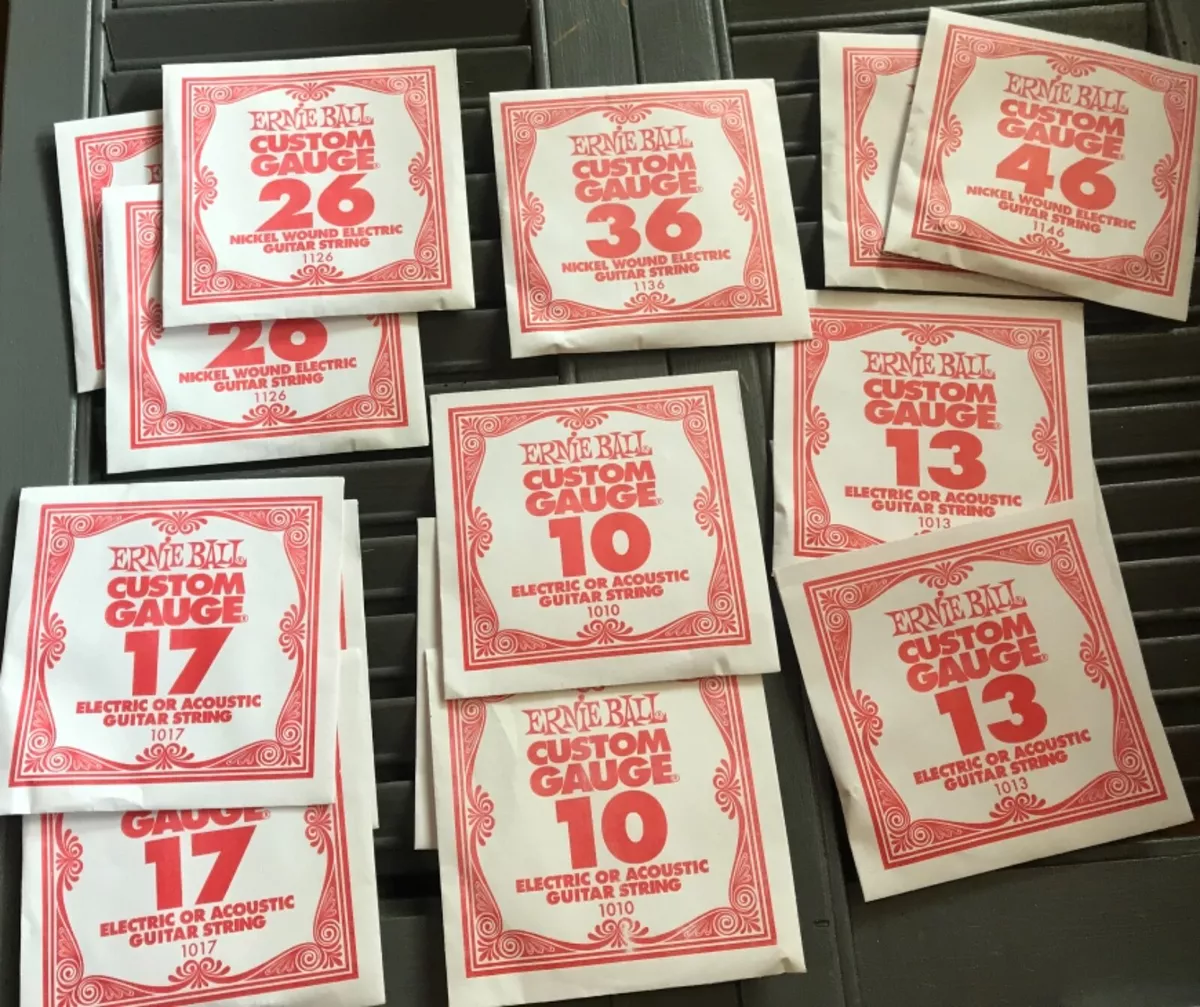 ERNIE BALL
CUSTOM
GAUGE®
26
NICKEL WOUND ELECTRIC
GUITAR STRING
1126
26
NICKEL WOUND ELECTRIC
GUITAR STRING
1126
ERNIE BALL
CUSTOM
GAUGE®
36
NICKEL WOUND ELECTRIC
GUITAR STRING
1136
ERNIE BALL
CUSTOM
GAUGE®
46
NICKEL WOUND ELECTRIC
GUITAR STRING
1146
ERNIE BALL
CUSTOM
GAUGE®
13
ELECTRIC OR ACOUSTIC
GUITAR STRING
1013
ERNIE BALL
CUSTOM
GAUGE®
10
ELECTRIC OR ACOUSTIC
GUITAR STRING
1010
ERNIE BALL
CUSTOM
GAUGE®
17
ELECTRIC OR ACOUSTIC
GUITAR STRING
1017
ERNIE BALL
CUSTOM
GAUGE®
13
ELECTRIC OR ACOUSTIC
GUITAR STRING
1013
ERNIE BALL
CUSTOM
GAUGE®
10
ELECTRIC OR ACOUSTIC
GUITAR STRING
1010
GAUGE®
17
ELECTRIC OR ACOUSTIC
GUITAR STRING
1017